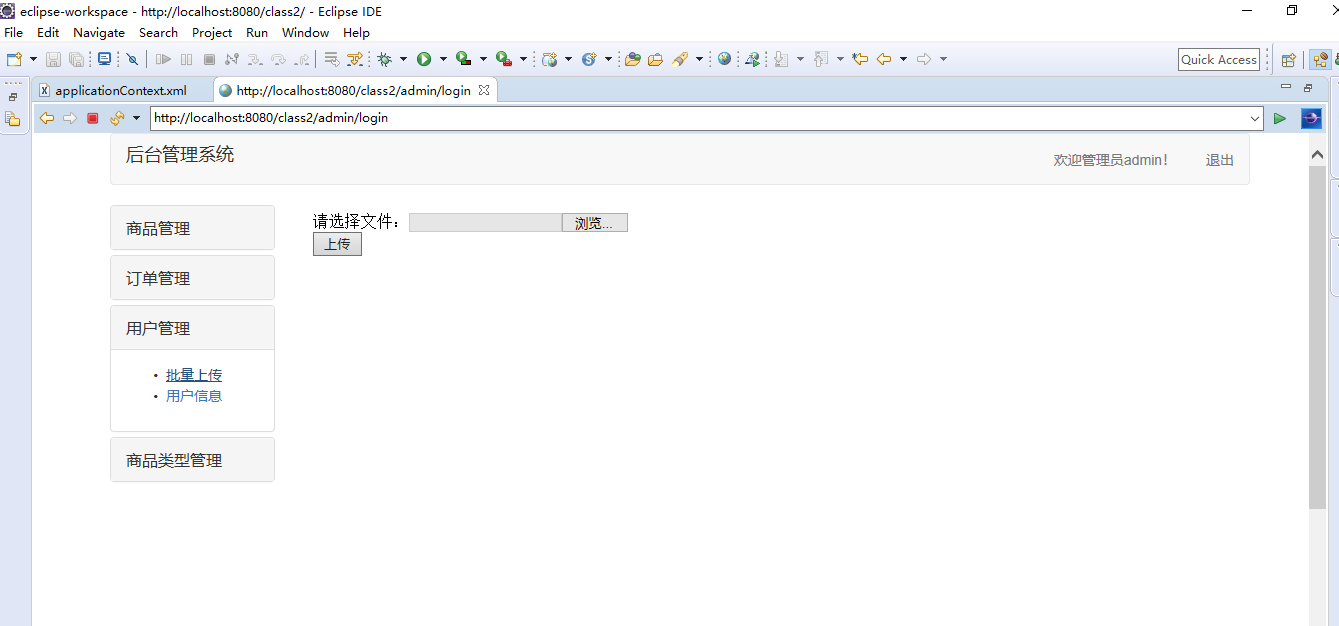 eclipse-workspace - http://localhost:8080/class2/ - Eclipse IDE
File Edit Navigate Search Project Run Window Help
Quick Access
applicationContext.xml http://localhost:8080/class2/admin/login
http://localhost:8080/class2/admin/login
后台管理系统 欢迎管理员admin! 退出
商品管理
订单管理
用户管理
• 批量上传
• 用户信息
商品类型管理
请选择文件： 浏览...
上传